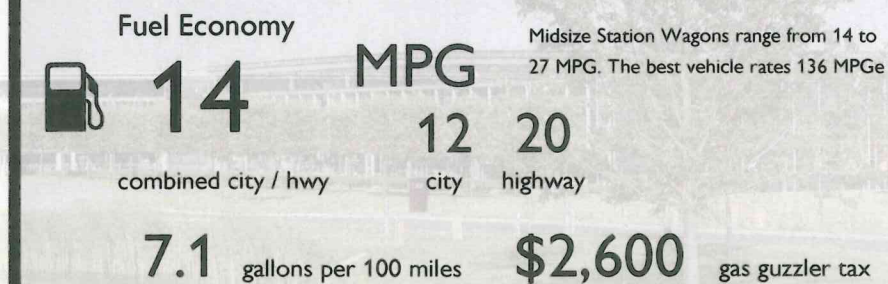 Fuel Economy
14
combined city / hwy
MPG
12 city
20 highway
Midsize Station Wagons range from 14 to
27 MPG. The best vehicle rates 136 MPGe
7.1 gallons per 100 miles
$2,600 gas guzzler tax